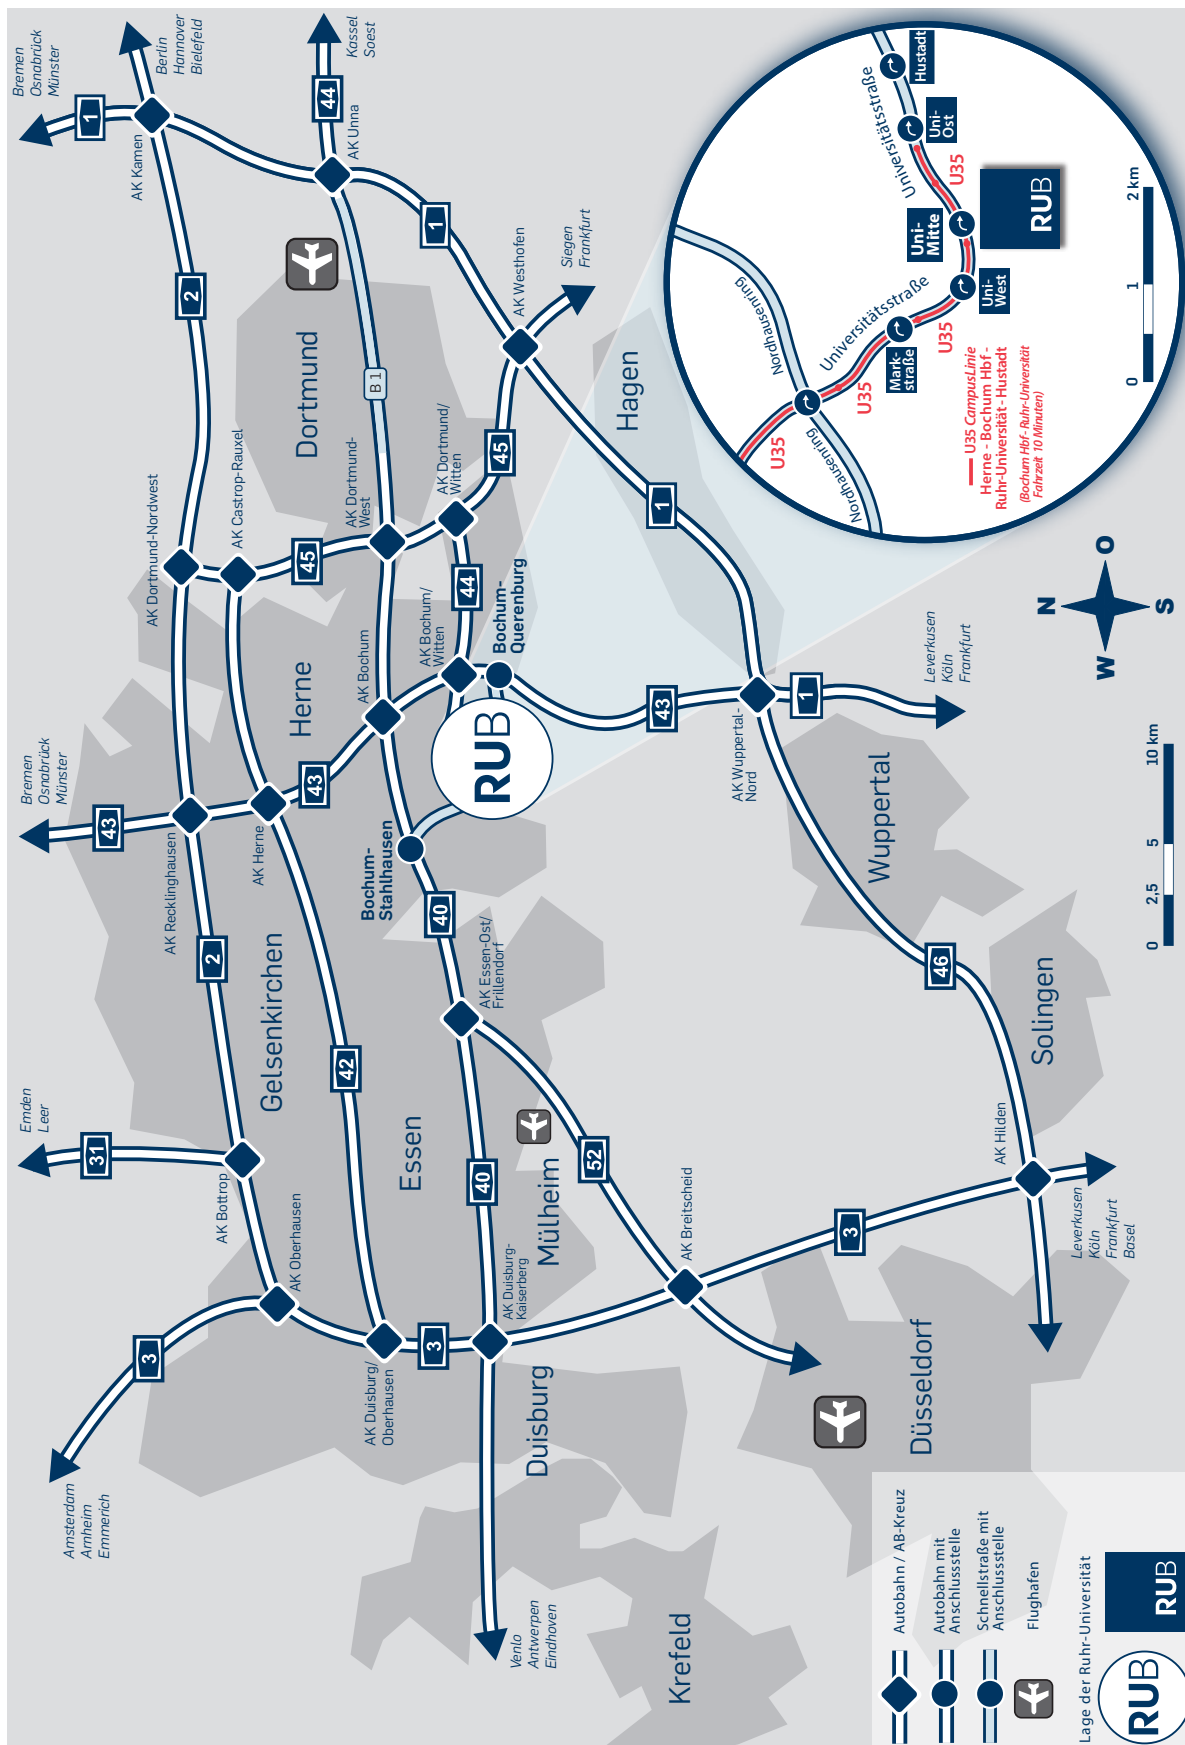 Bremen
Osnabrück
Münster
Emden
Leer
Amsterdam
Arnheim
Emmerich
Bremen
Osnabrück
Münster
Berlin
Hannover
Bielefeld
Kassel
Soest
3
31
43
1
44
AK Kamen
AK Unna
AK Dortmund-Nordwest
AK Castrop-Rauxel
AK Recklinghausen
AK Herne
AK Bottrop
AK Oberhausen
2
2
42
43
45
Gelsenkirchen
Herne
Dortmund
B 1
AK Bochum
AK Dortmund-
West
AK Dortmund/
Witten
AK Bochum/
Witten
Bochum-
Stahlhausen
Bochum-
Querenburg
AK Duisburg/
Oberhausen
3
Essen
40
40
44
45
1
AK Westhofen
Siegen
Frankfurt
RUB
AK Essen-Ost/
Frillendorf
AK Duisburg-
Kaiserberg
Duisburg
Mülheim
52
Hagen
1
43
Venlo
Antwerpen
Eindhoven
Krefeld
AK Breitscheid
AK Wuppertal-
Nord
1
3
Wuppertal
46
Düsseldorf
Solingen
AK Hilden
Leverkusen
Köln
Frankfurt
Leverkusen
Köln
Frankfurt
Basel
Nordhausenring
Nordhausenring
Universitätsstraße
Universitätsstraße
U35
U35
U35
U35
Mark-
straße
Uni-
West
Uni-
Mitte
Uni-
Ost
Hustadt
RUB
U35 CampusLinie
Herne - Bochum Hbf -
Ruhr-Universität - Hustadt
(Bochum Hbf - Ruhr-Universität
Fahrzeit 10 Minuten)
0
1
2 km
N
W
O
S
0
2,5
5
10 km
Autobahn / AB-Kreuz
Autobahn mit
Anschlussstelle
Schnellstraße mit
Anschlussstelle
Flughafen
Lage der Ruhr-Universität
RUB
RUB